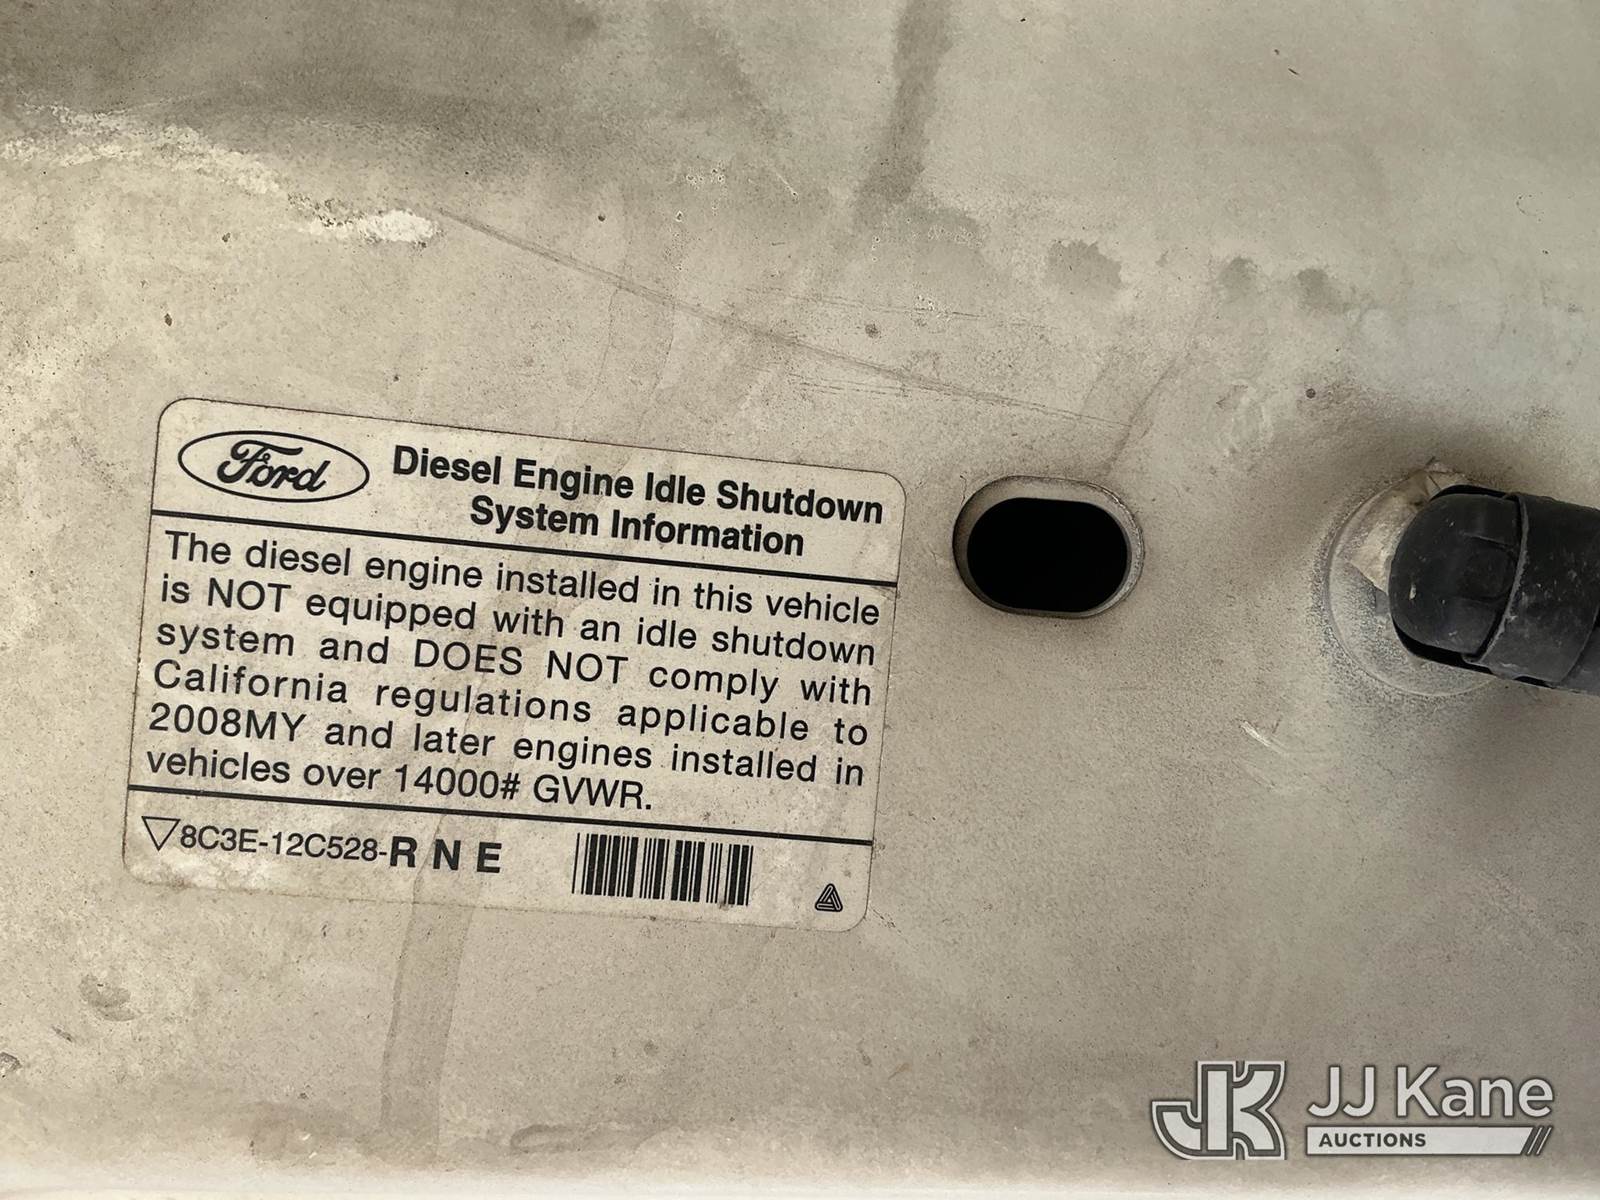 Ford
Diesel Engine Idle Shutdown
System Information
The diesel engine installed in this vehicle
is NOT equipped with an idle shutdown
system and DOES NOT comply with
California regulations applicable to
2008MY and later engines installed in
vehicles over 14000# GVWR.
8C3E-12C528-R N E
JK JJ Kane
AUCTIONS